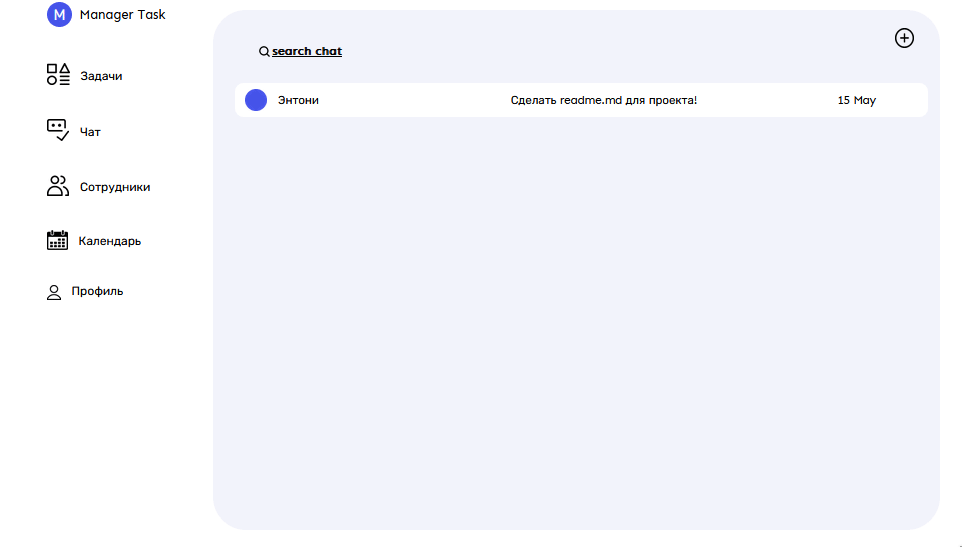 M Manager Task
Задачи
Чат
Сотрудники
Календарь
Профиль
search chat
Энтони Сделать readme.md для проекта! 15 May